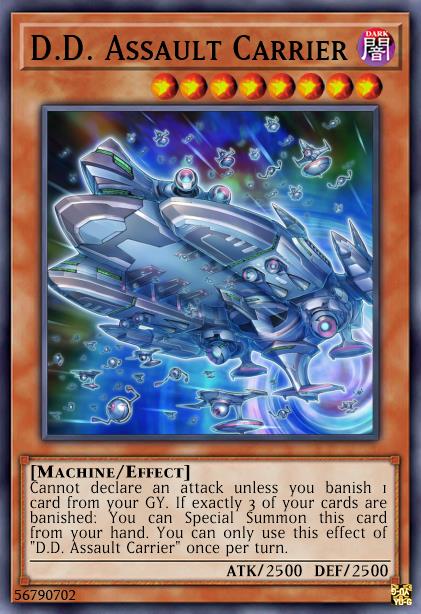 D.D. Assault Carrier
DARK
闇
[Machine/Effect]
Cannot declare an attack unless you banish 1
card from your GY. If exactly 3 of your cards are
banished: You can Special Summon this card
from your hand. You can only use this effect of
"D.D. Assault Carrier" once per turn.
ATK/2500 DEF/2500
56790702